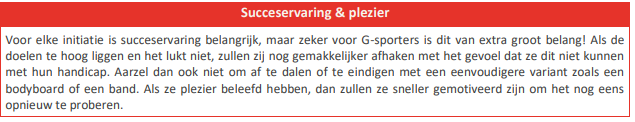 Succeservaring & plezier
Voor elke initiatie is succeservaring belangrijk, maar zeker voor G-sporters is dit van extra groot belang! Als de
doelen te hoog liggen en het lukt niet, zullen zij nog gemakkelijker afhaken met het gevoel dat ze dit niet kunnen
met hun handicap. Aarzel dan ook niet om af te dalen of te eindigen met een eenvoudigere variant zoals een
bodyboard of een band. Als ze plezier beleefd hebben, dan zullen ze sneller gemotiveerd zijn om het nog eens
opnieuw te proberen.